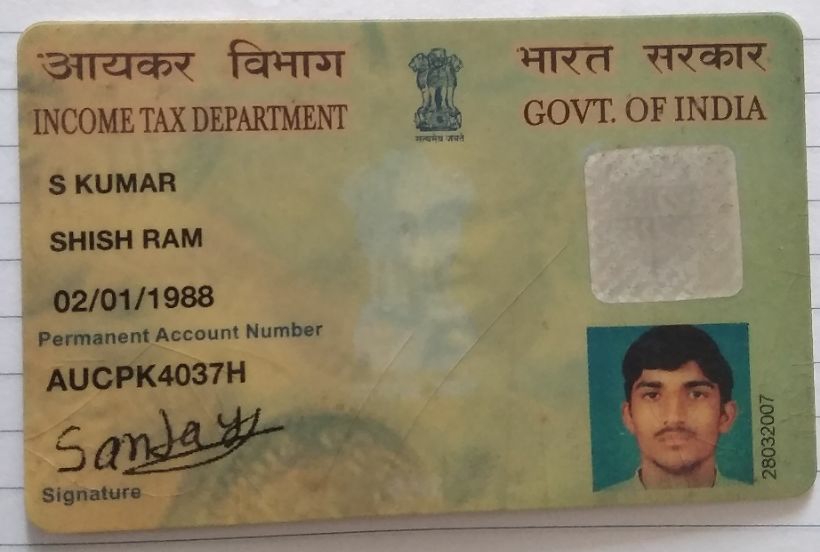 आयकर विभाग
INCOME TAX DEPARTMENT
सत्यमेव जयते
भारत सरकार
GOVT. OF INDIA
S KUMAR
SHISH RAM
02/01/1988
Permanent Account Number
AUCPK4037H
Sanjay
Signature
28032007